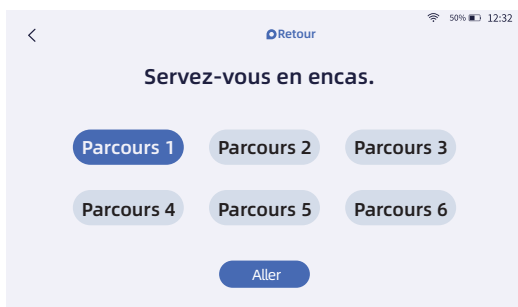 50% 12:32
Retour
Servez-vous en encas.
Parcours 1 Parcours 2 Parcours 3
Parcours 4 Parcours 5 Parcours 6
Aller